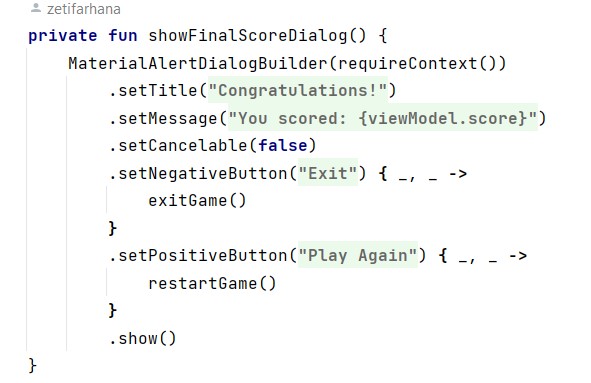 zetifarhana
private fun showFinalScoreDialog() {
    MaterialAlertDialogBuilder(requireContext())
        .setTitle("Congratulations!")
        .setMessage("You scored: {viewModel.score}")
        .setCancelable(false)
        .setNegativeButton("Exit") { _, _ ->
            exitGame()
        }
        .setPositiveButton("Play Again") { _, _ ->
            restartGame()
        }
        .show()
}